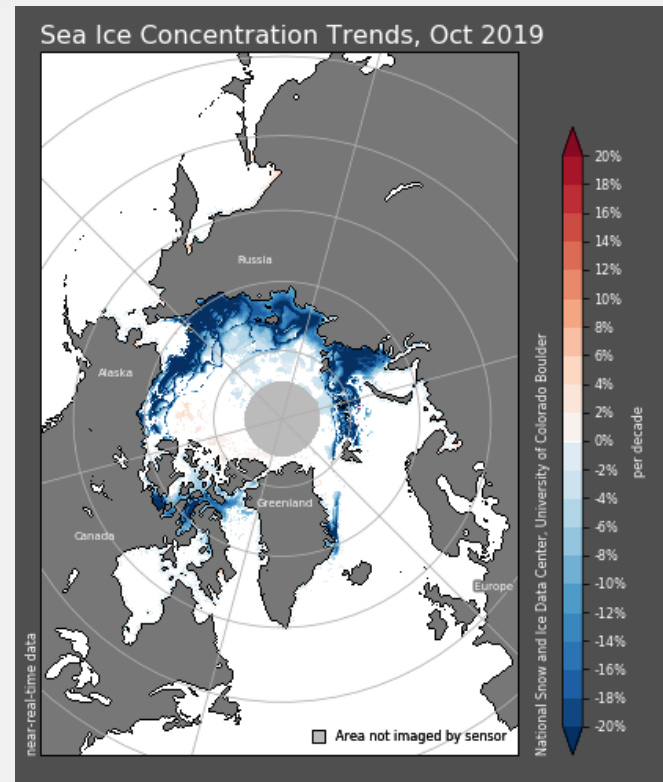 Sea Ice Concentration Trends, Oct 2019
Russia
Alaska
Greenland
Canada
Europe
near-real-time data
Area not imaged by sensor
National Snow and Ice Data Center, University of Colorado Boulder
20%
18%
16%
14%
12%
10%
8%
6%
4%
2%
0%
-2%
-4%
-6%
-8%
-10%
-12%
-14%
-16%
-18%
-20%
per decade